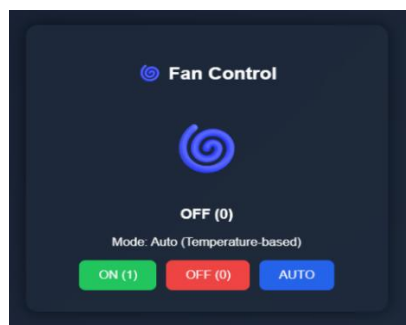 Fan Control
OFF (0)
Mode: Auto (Temperature-based)
ON (1) OFF (0) AUTO